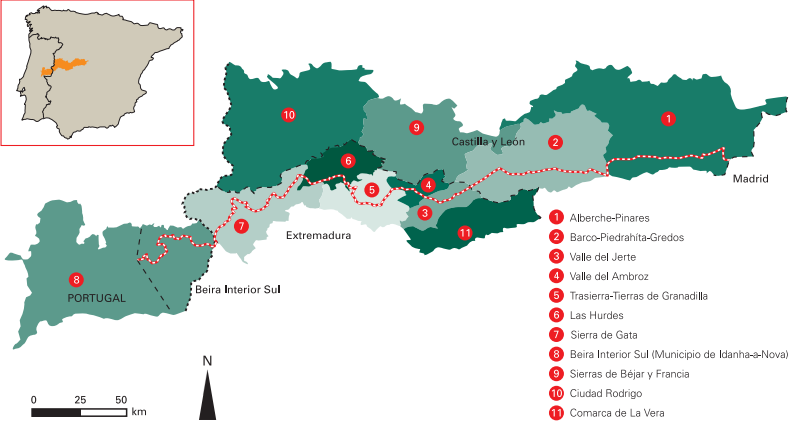 10
9
1
Castilla y León
2
6
4
Madrid
5
3
7
Extremadura
11
8
PORTUGAL
Beira Interior Sul
1 Alberche-Pinares
2 Barco-Piedrahíta-Gredos
3 Valle del Jerte
4 Valle del Ambroz
5 Trasierra-Tierras de Granadilla
6 Las Hurdes
7 Sierra de Gata
8 Beira Interior Sul (Municipio de Idanha-a-Nova)
9 Sierras de Béjar y Francia
10 Ciudad Rodrigo
11 Comarca de La Vera
N
0 25 50
km